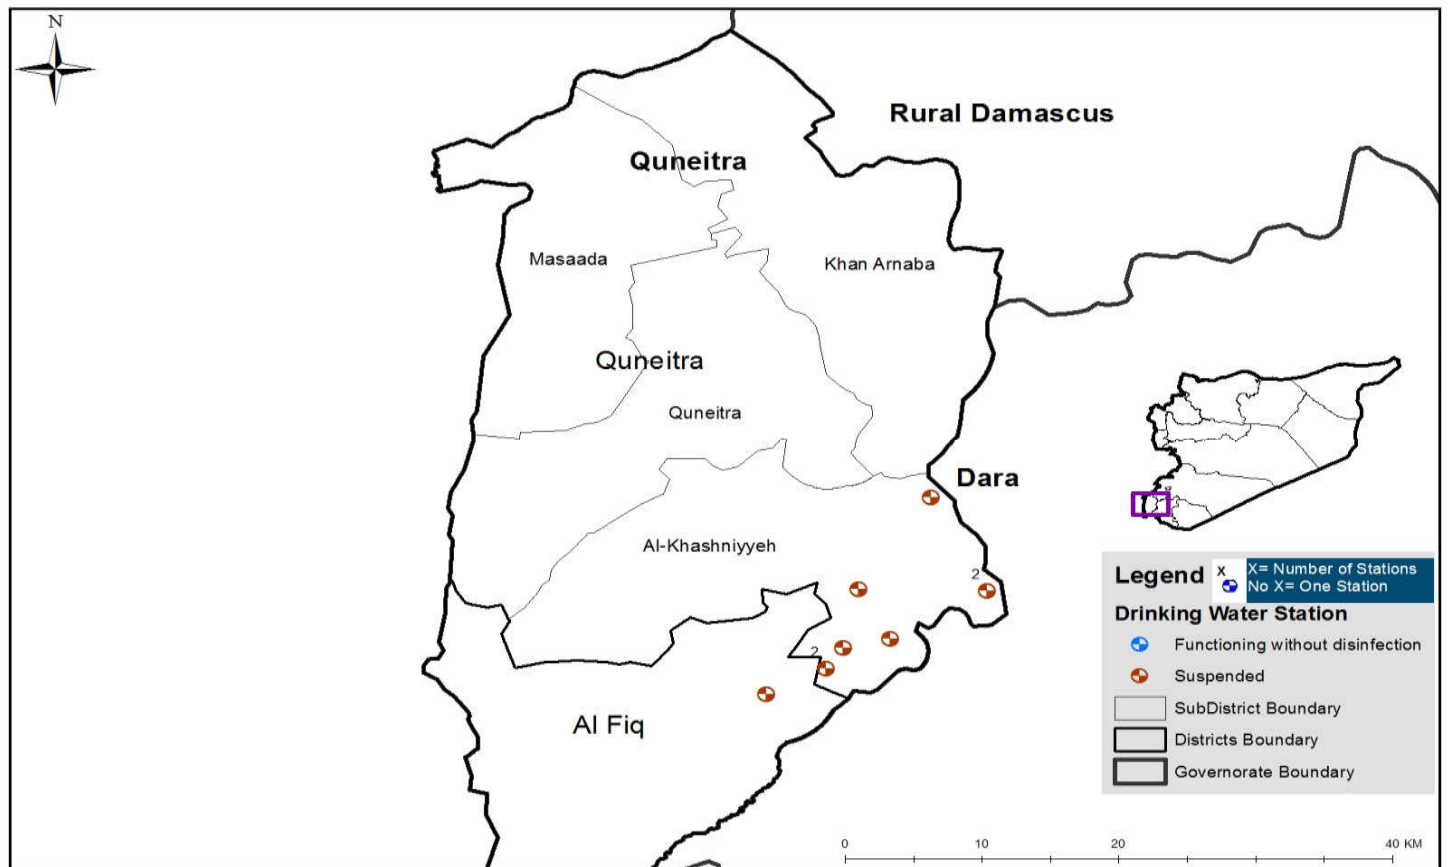 N
Rural Damascus
Quneitra
Masaada
Khan Arnaba
Quneitra
Quneitra
Dara
Al-Khashniyyeh
2
2
Al Fiq
Legend
X
X= Number of Stations
No X= One Station
Drinking Water Station
Functioning without disinfection
Suspended
SubDistrict Boundary
Districts Boundary
Governorate Boundary
0 10 20 40 KM